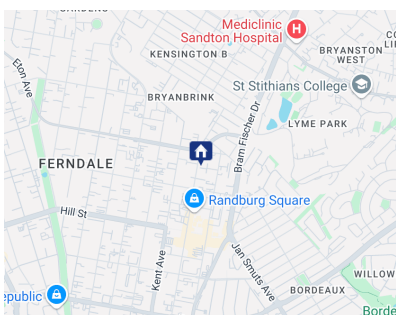 GARDENS
Mediclinic
Sandton Hospital
H
KENSINGTON B
BRYANSTON
WEST
Eton Ave
St Stithians College
BRYANBRINK
Bram Fischer Dr
LYME PARK
FERNDALE
Randburg Square
Hill St
Kent Ave
Jan Smuts Ave
WILLOW
BORDEAUX
epublic
Borde